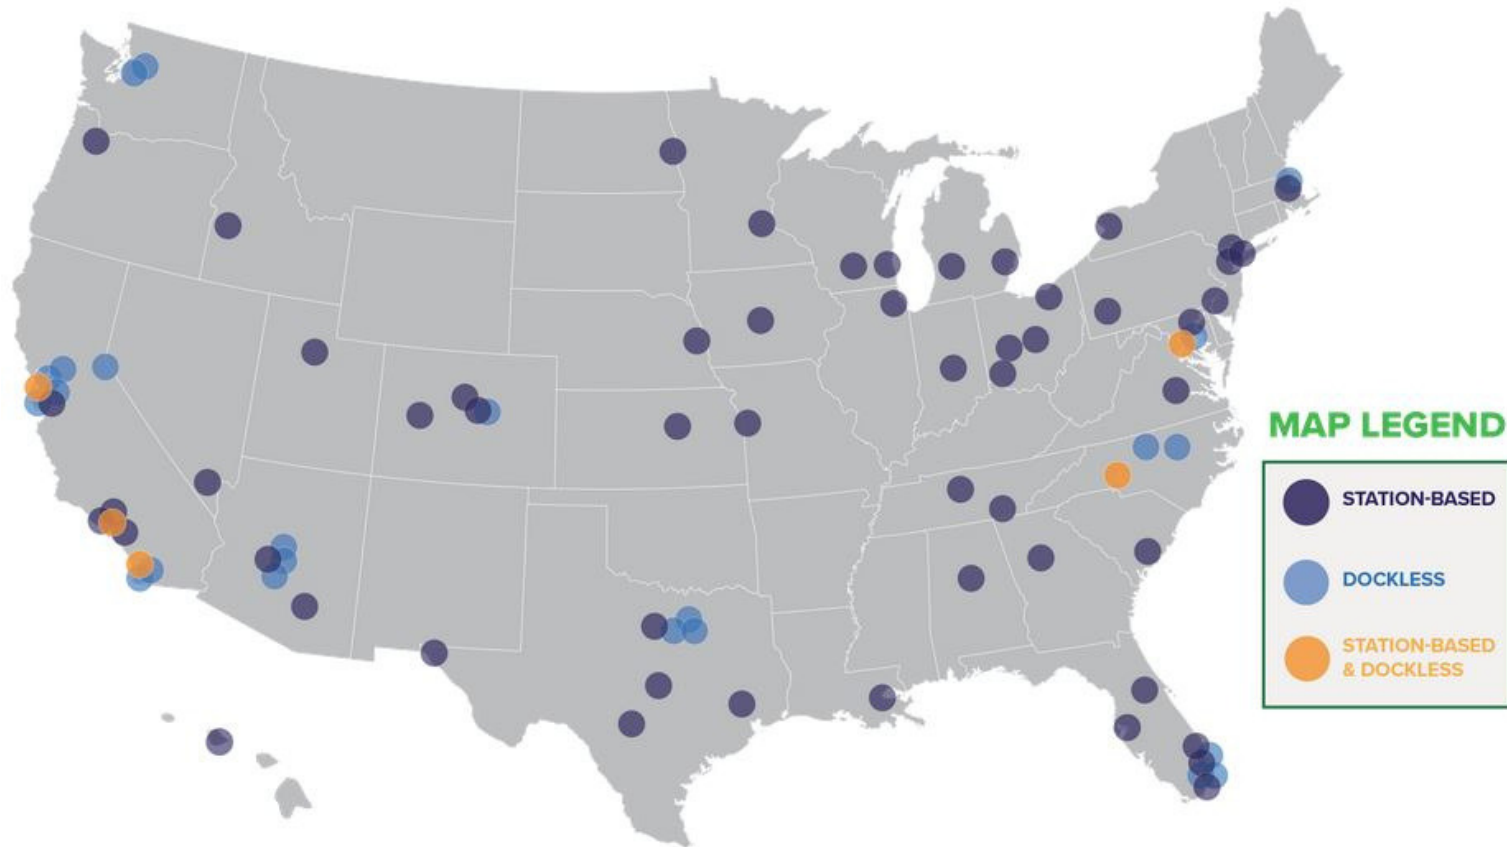 MAP LEGEND
STATION-BASED
DOCKLESS
STATION-BASED
& DOCKLESS